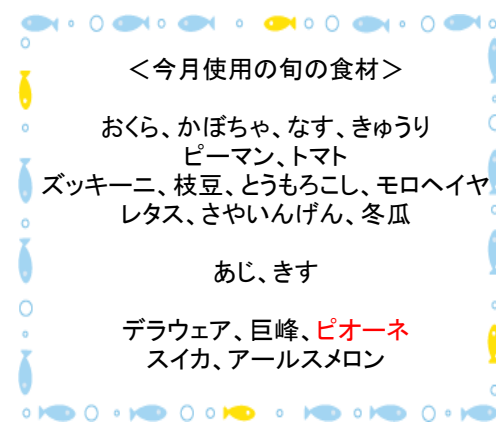 ＜今月使用の旬の食材＞
おくら、かぼちゃ、なす、きゅうり
ピーマン、トマト
ズッキーニ、枝豆、とうもろこし、モロヘイヤ
レタス、さやいんげん、冬瓜
あじ、きす
デラウェア、巨峰、ピオーネ
スイカ、アールスメロン